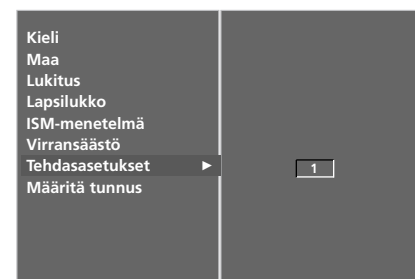 Kieli
Maa
Lukitus
Lapsilukko
ISM-menetelmä
Virransäästö
Tehdasasetukset ► 1
Määritä tunnus